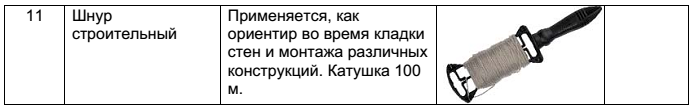 11
Шнур
строительный
Применяется, как
ориентир во время кладки
стен и монтажа различных
конструкций. Катушка 100
м.